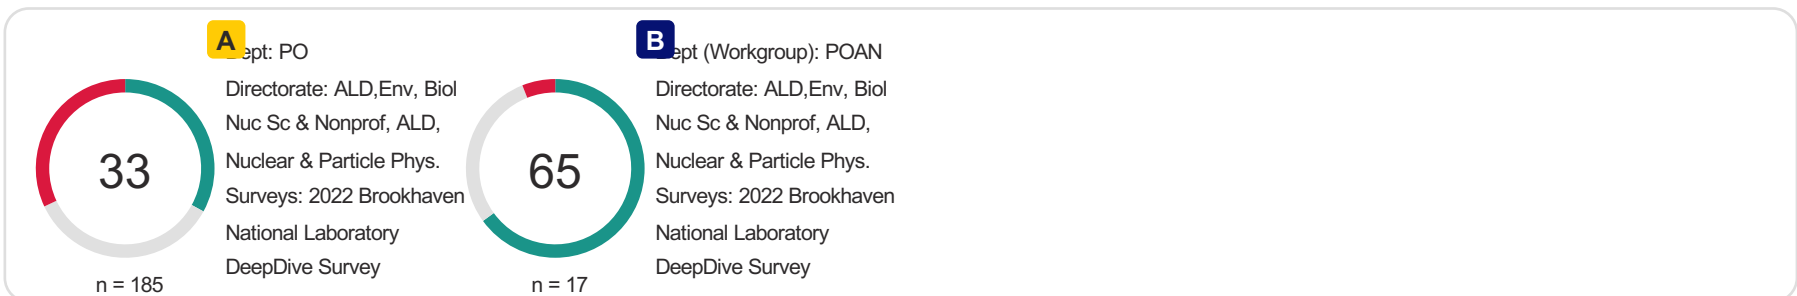 A
ept: PO
Directorate: ALD,Env, Biol
Nuc Sc & Nonprof, ALD,
Nuclear & Particle Phys.
Surveys: 2022 Brookhaven
National Laboratory
DeepDive Survey
33
n = 185
B
ept (Workgroup): POAN
Directorate: ALD,Env, Biol
Nuc Sc & Nonprof, ALD,
Nuclear & Particle Phys.
Surveys: 2022 Brookhaven
National Laboratory
DeepDive Survey
65
n = 17